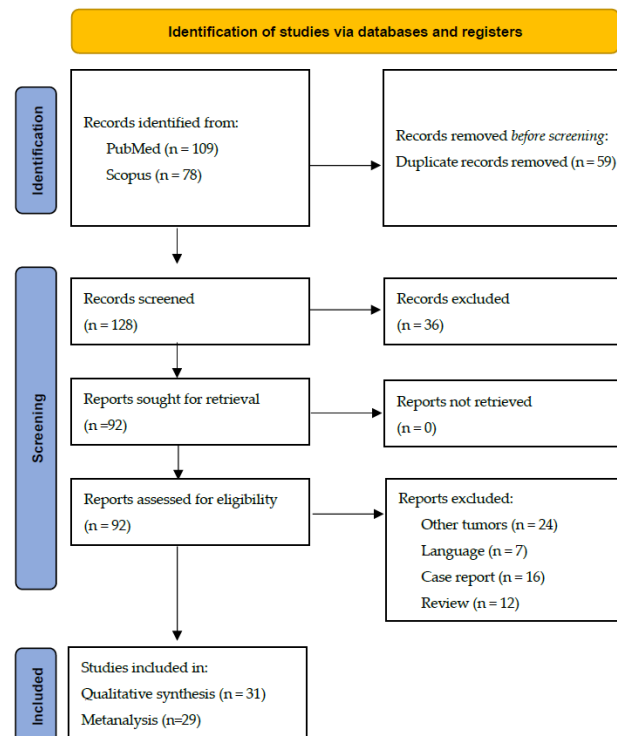 Identification of studies via databases and registers
Identification
Records identified from:
PubMed (n = 109)
Scopus (n = 78)
Records removed before screening:
Duplicate records removed (n = 59)
Screening
Records screened
(n = 128)
Records excluded
(n = 36)
Reports sought for retrieval
(n =92)
Reports not retrieved
(n = 0)
Reports assessed for eligibility
(n = 92)
Reports excluded:
Other tumors (n = 24)
Language (n = 7)
Case report (n = 16)
Review (n = 12)
Included
Studies included in:
Qualitative synthesis (n = 31)
Metanalysis (n=29)